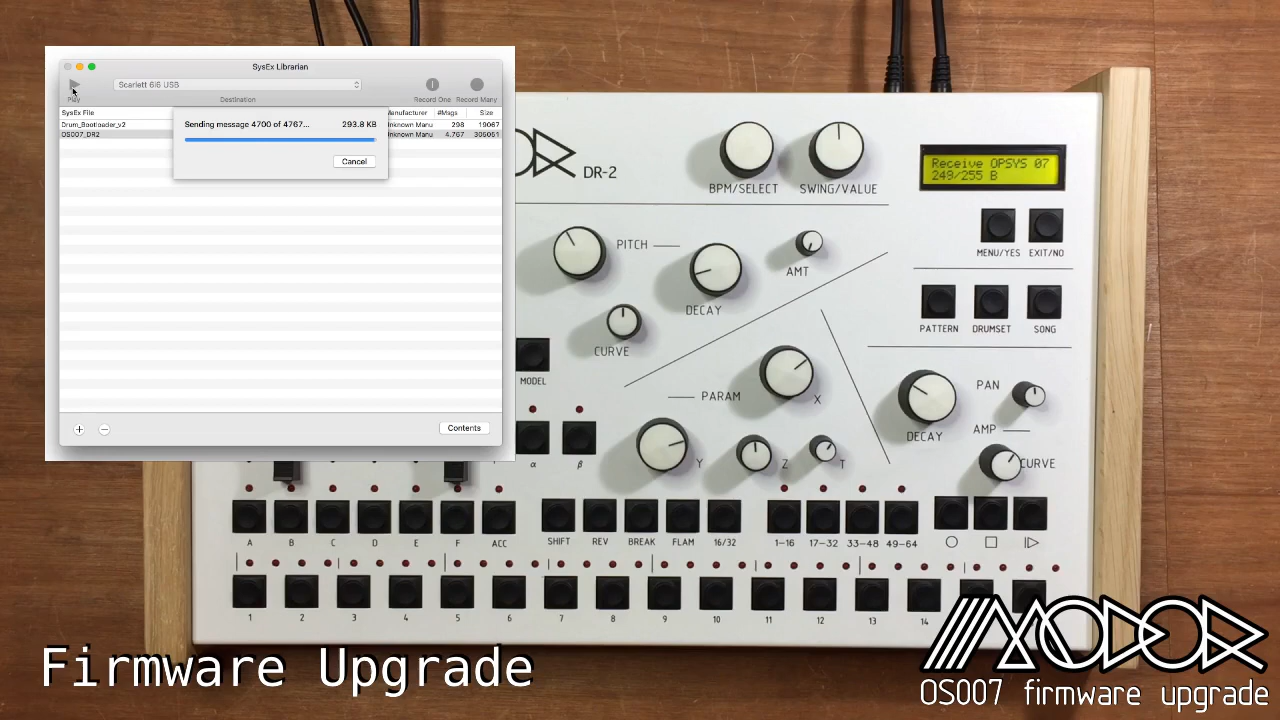 SysEx Librarian
Scarlett 6i6 USB
Play
Destination
Record One
Record Many
SysEx File
Manufacturer
#Msgs
Size
Drum_Bootloader_v2
Unknown Manu
298
19067
OS007_DR2
Unknown Manu
4.767
305051
Sending message 4700 of 4767...
293.8 KB
Cancel
Contents
DR-2
BPM/SELECT
SWING/VALUE
Receive OPSYS 07
249/255 B
MENU/YES
EXIT/NO
PITCH
AMT
DECAY
CURVE
PATTERN
DRUMSET
SONG
MODEL
PARAM
X
Y
Z
T
α
β
PAN
DECAY
AMP
CURVE
A B C D E F ACC
SHIFT REV BREAK FLAM 16/32
1-16 17-32 33-48 49-64
1 2 3 4 5 6 7 8 9 10 11 12 13 14
Firmware Upgrade
MODOR
OS007 firmware upgrade